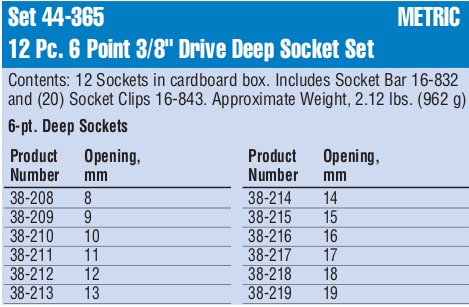 Set 44-365 METRIC
12 Pc. 6 Point 3/8" Drive Deep Socket Set
Contents: 12 Sockets in cardboard box. Includes Socket Bar 16-832
and (20) Socket Clips 16-843. Approximate Weight, 2.12 lbs. (962 g)
6-pt. Deep Sockets
Product Opening, Product Opening,
Number mm Number mm
38-208 8 38-214 14
38-209 9 38-215 15
38-210 10 38-216 16
38-211 11 38-217 17
38-212 12 38-218 18
38-213 13 38-219 19